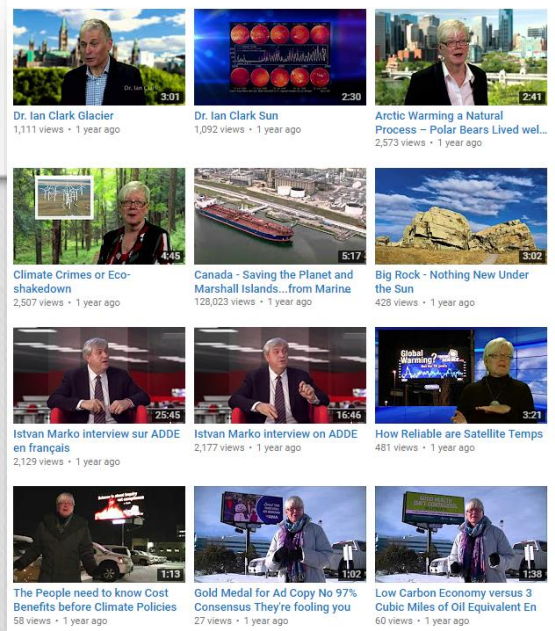 Dr. Ian Cl
3:01
2:30
2:41
Dr. Ian Clark Glacier
1,111 views • 1 year ago
Dr. Ian Clark Sun
1,092 views • 1 year ago
Arctic Warming a Natural
Process – Polar Bears Lived wel...
2,573 views • 1 year ago
4:45
5:17
3:02
Climate Crimes or Eco-
shakedown
2,507 views • 1 year ago
Canada - Saving the Planet and
Marshall Islands...from Marine
128,023 views • 1 year ago
Big Rock - Nothing New Under
the Sun
428 views • 1 year ago
25:45
16:46
Global
Warming?
3:21
Istvan Marko interview sur ADDE
en français
2,129 views • 1 year ago
Istvan Marko interview on ADDE
2,177 views • 1 year ago
How Reliable are Satellite Temps
481 views • 1 year ago
1:13
1:02
1:38
The People need to know Cost
Benefits before Climate Policies
58 views • 1 year ago
Gold Medal for Ad Copy No 97%
Consensus They're fooling you
27 views • 1 year ago
Low Carbon Economy versus 3
Cubic Miles of Oil Equivalent En
60 views • 1 year ago